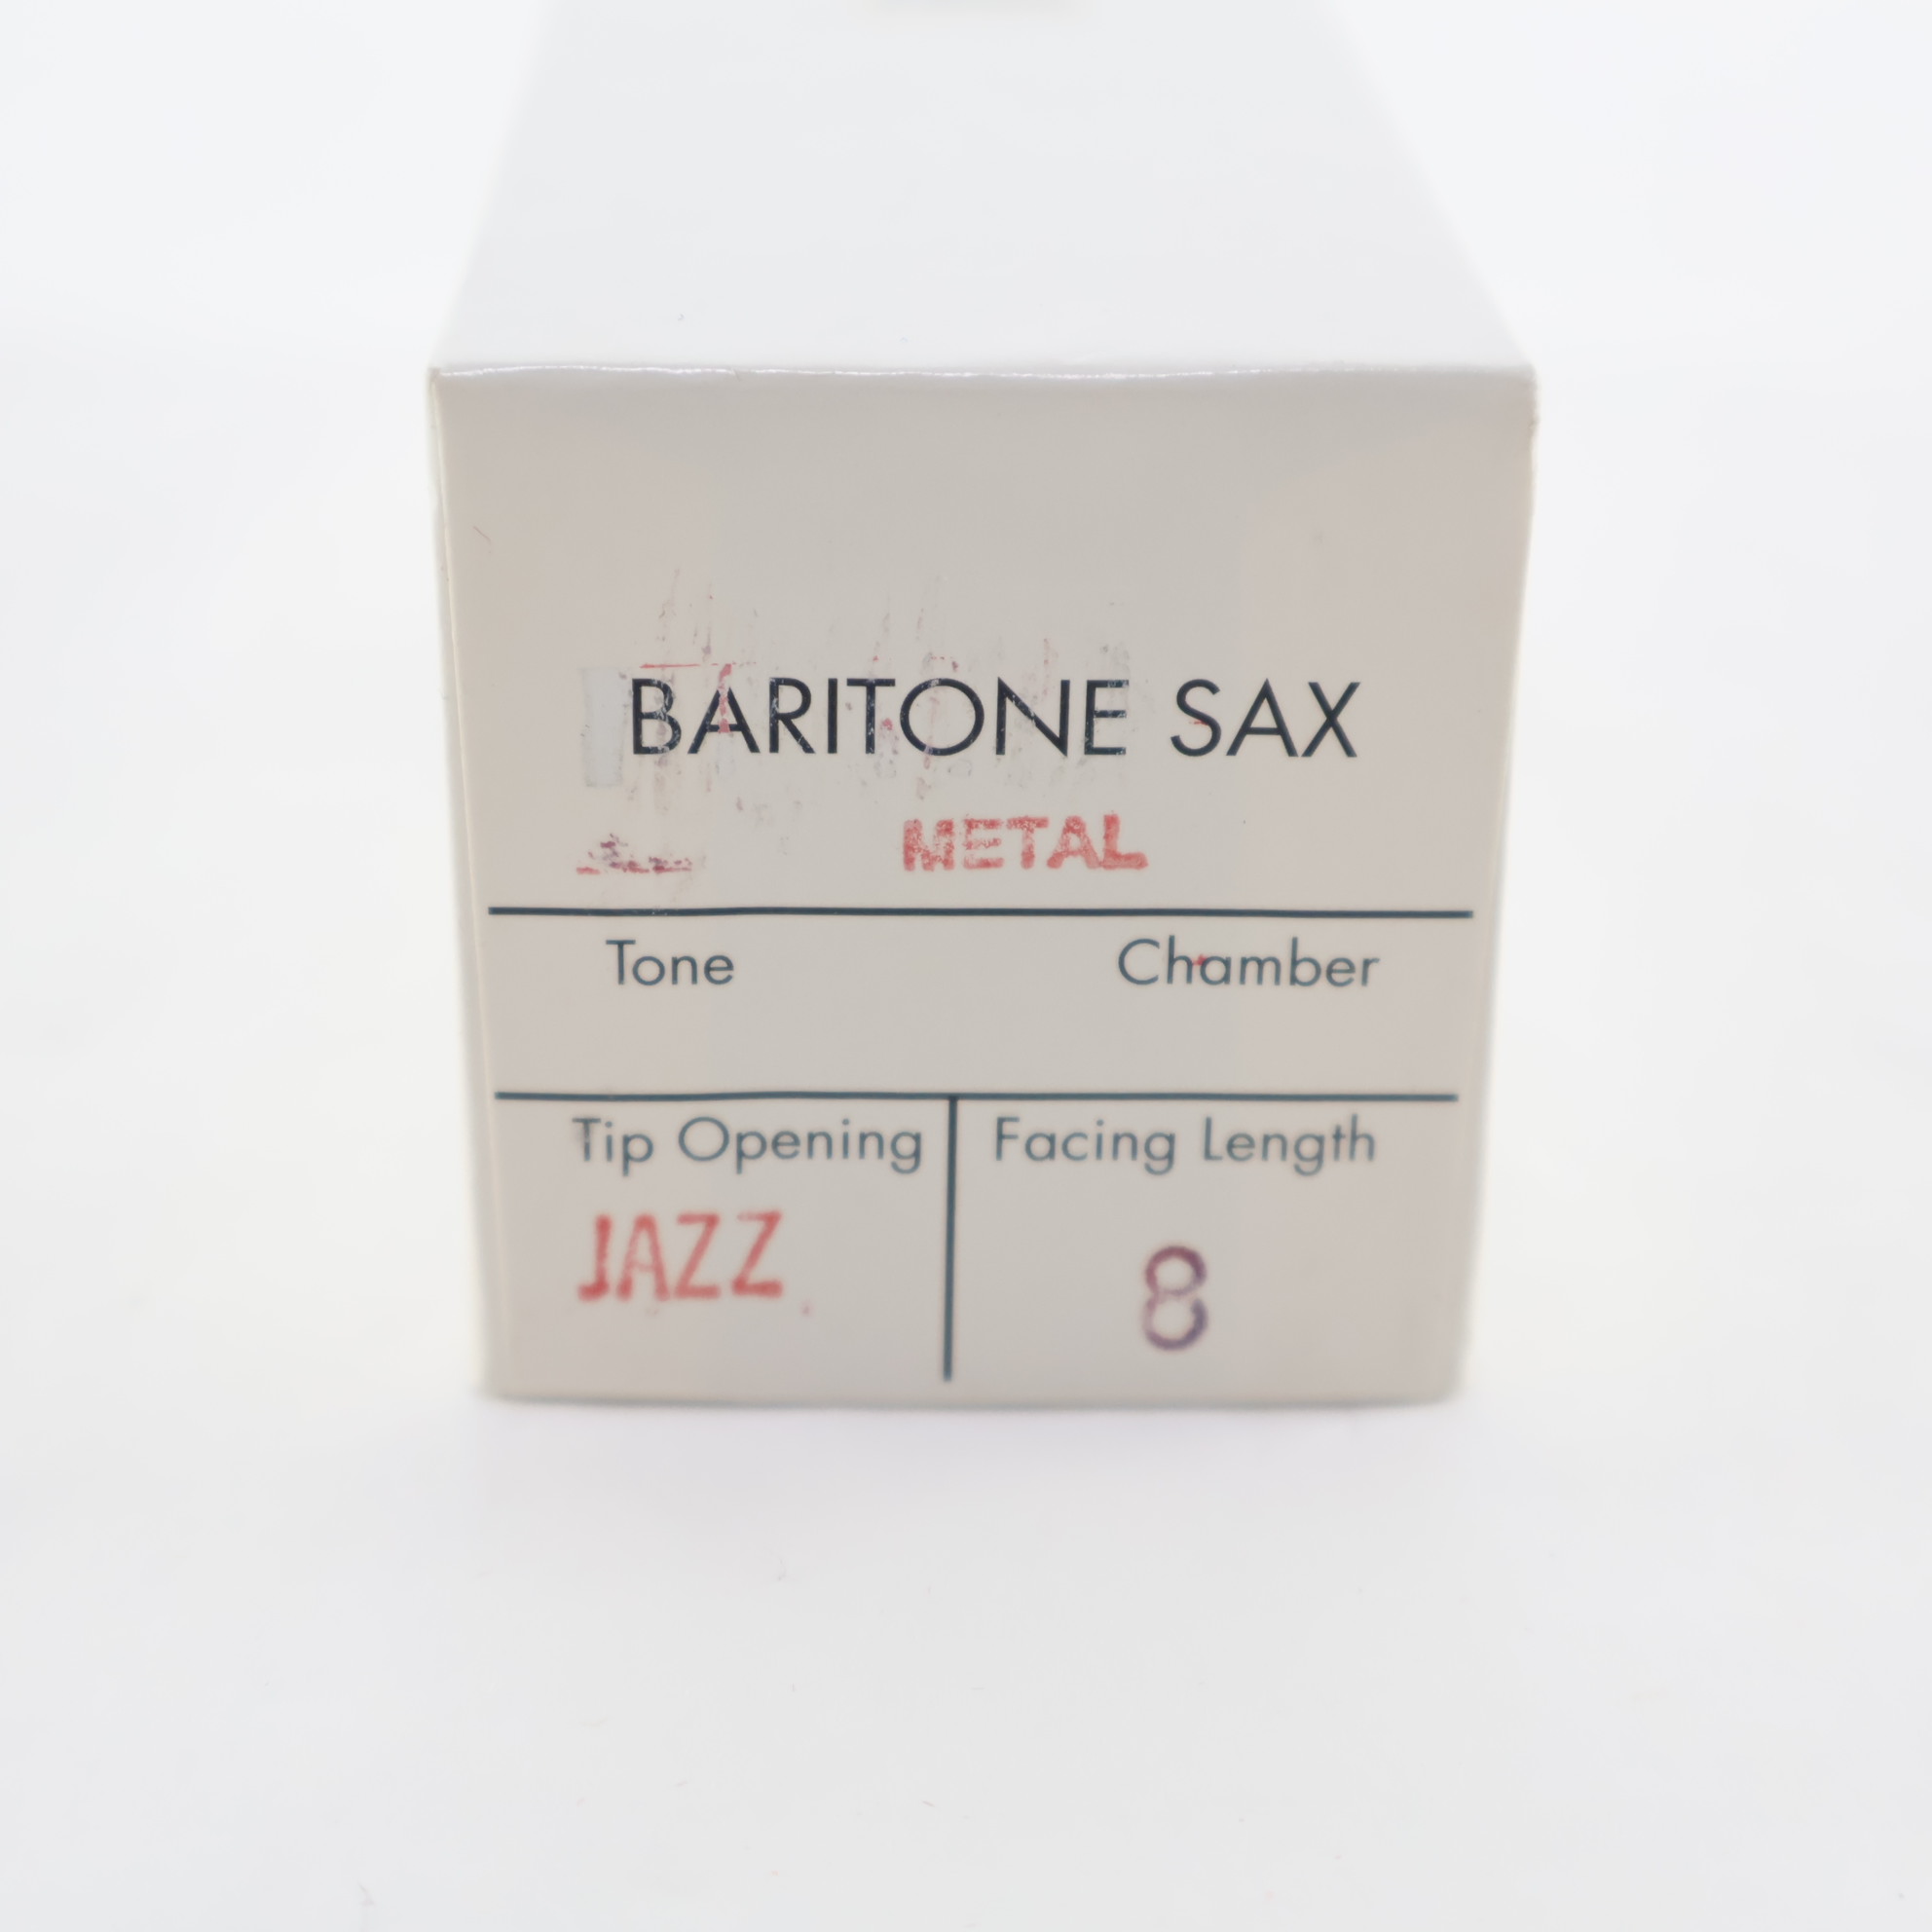 BARITONE SAX
METAL
Tone Chamber
Tip Opening Facing Length
JAZZ 8